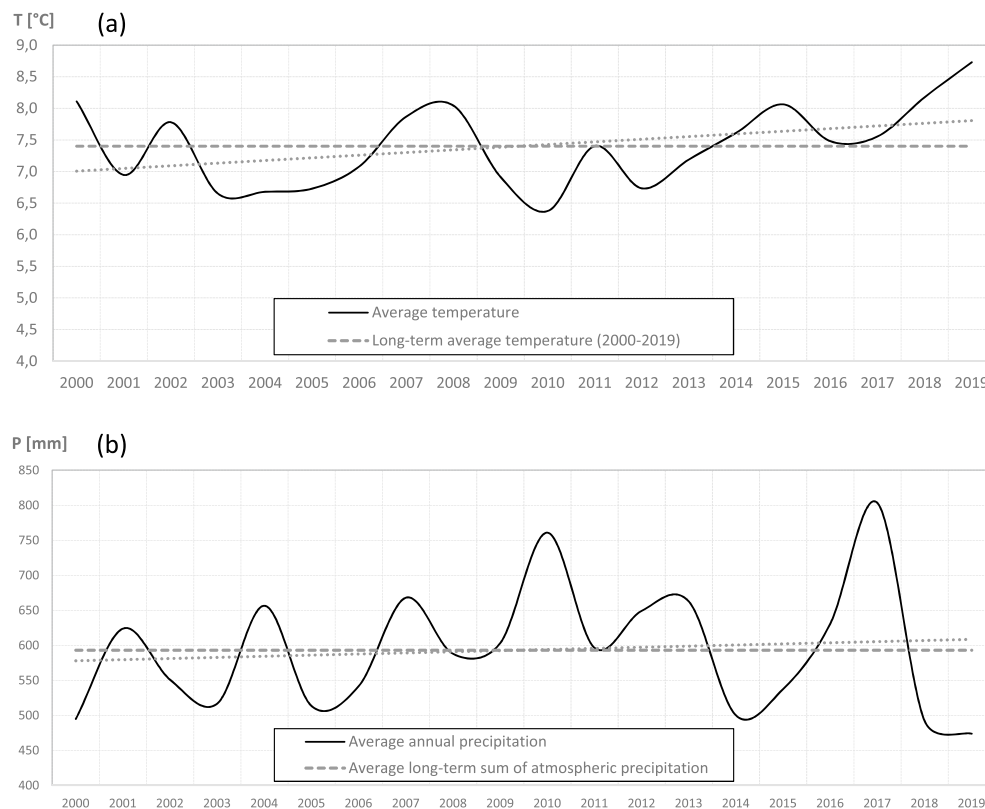 T [°C] (a)
9,0
8,5
8,0
7,5
7,0
6,5
6,0
5,5
5,0
4,5
4,0
Average temperature
Long-term average temperature (2000-2019)
2000 2001 2002 2003 2004 2005 2006 2007 2008 2009 2010 2011 2012 2013 2014 2015 2016 2017 2018 2019
P [mm] (b)
850
800
750
700
650
600
550
500
450
400
Average annual precipitation
Average long-term sum of atmospheric precipitation
2000 2001 2002 2003 2004 2005 2006 2007 2008 2009 2010 2011 2012 2013 2014 2015 2016 2017 2018 2019